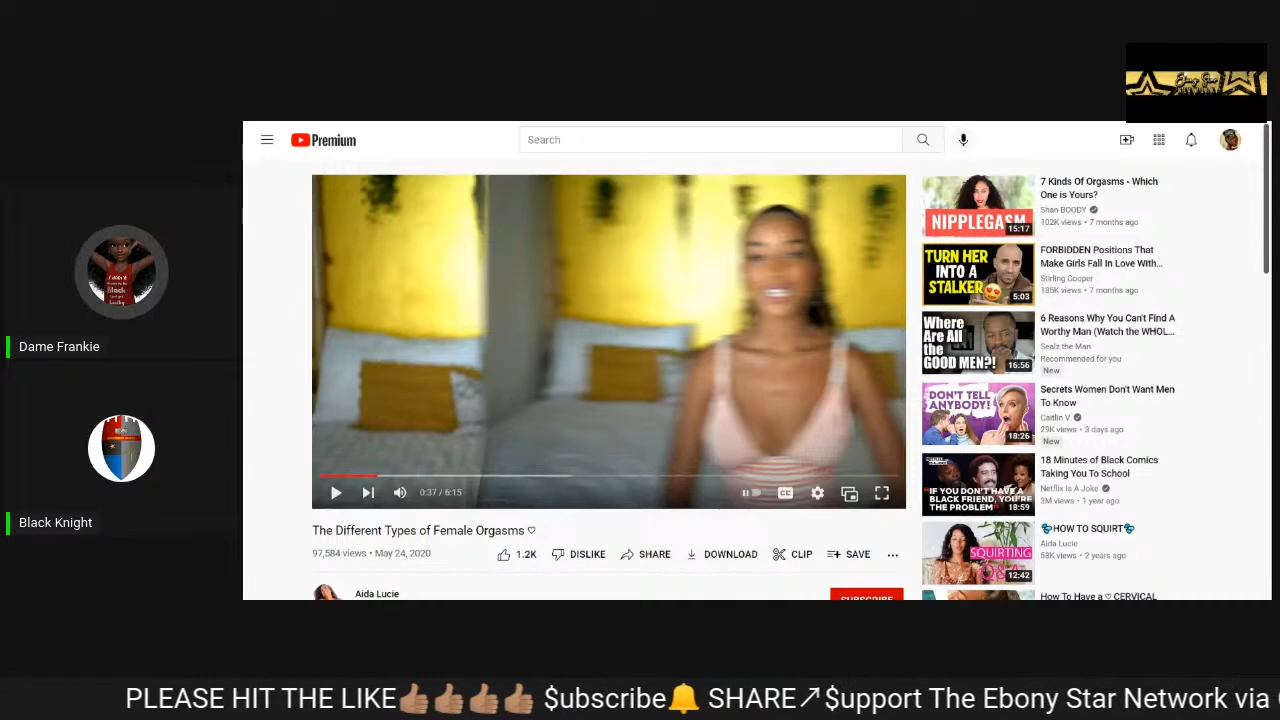 Premium
Search
0:37 / 6:15
CC
The Different Types of Female Orgasms ♡
97,584 views • May 24, 2020
1.2K
DISLIKE
SHARE
DOWNLOAD
CLIP
SAVE
Aida Lucie
SUBSCRIBE
NIPPLEGASM
15:17
7 Kinds Of Orgasms - Which
One is Yours?
Shan BOODY
102K views • 7 months ago
TURN HER
INTO A
STALKER
5:03
FORBIDDEN Positions That
Make Girls Fall In Love With...
Stirling Cooper
185K views • 7 months ago
Where
Are All
the
GOOD MEN?!
16:56
6 Reasons Why You Can't Find A
Worthy Man (Watch the WHOL...
Sealz the Man
Recommended for you
New
DON'T TELL
ANYBODY!
18:26
Secrets Women Don't Want Men
To Know
Caitlin V
29K views • 3 days ago
New
"IF YOU DON'T HAVE A
BLACK FRIEND, YOU'RE
THE PROBLEM"
18:59
18 Minutes of Black Comics
Taking You To School
Netflix Is A Joke
3M views • 1 year ago
SQUIRTING
Q&A
12:42
HOW TO SQUIRT
Aida Lucie
58K views • 2 years ago
How To Have a ♡ CERVICAL
Dame Frankie
Black Knight
PLEASE HIT THE LIKE👍🏽👍🏽👍🏽👍🏽 $ubscribe🔔 SHARE↗$upport The Ebony Star Network via